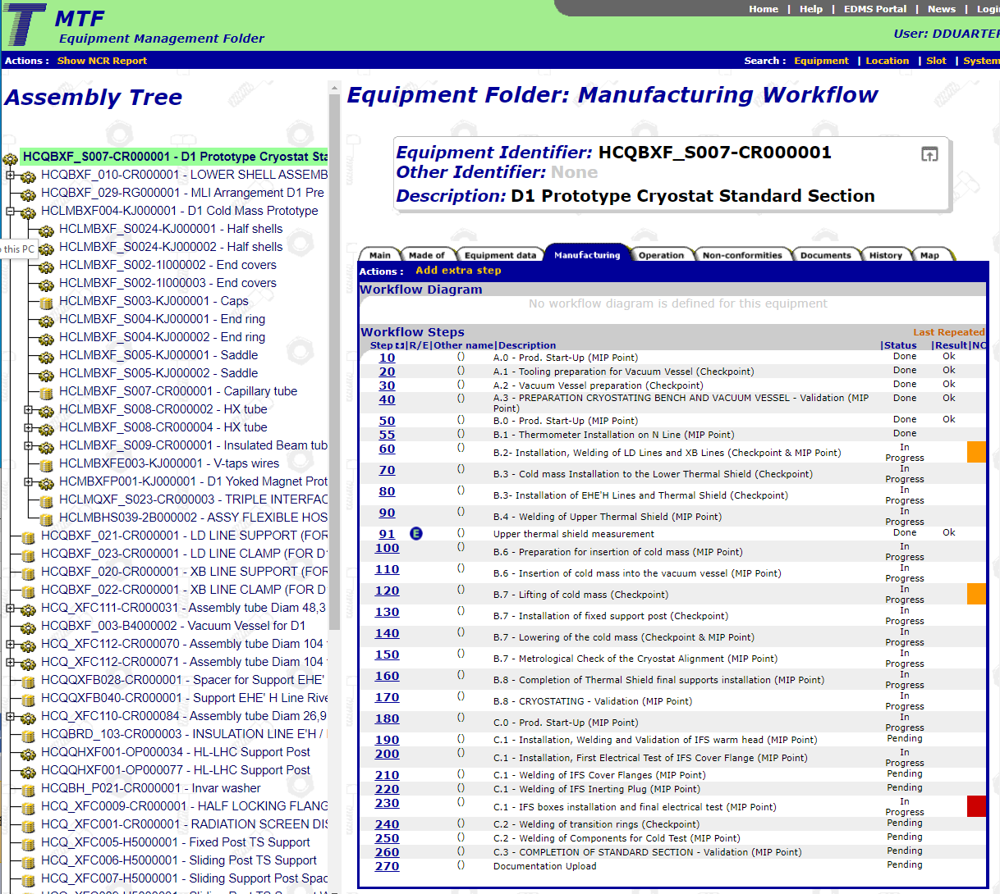 MTF
Equipment Management Folder
Home | Help | EDMS Portal | News | Login
User: DDUARTER
Actions : Show NCR Report
Search : Equipment | Location | Slot | System
Assembly Tree
HCQBXF_S007-CR000001 - D1 Prototype Cryostat Sta
HCQBXF_010-CR000001 - LOWER SHELL ASSEMB
HCQBXF_029-RG000001 - MLI Arrangement D1 Pre
HCLMBXF004-KJ000001 - D1 Cold Mass Prototype
HCLMBXF_S0024-KJ000001 - Half shells
HCLMBXF_S0024-KJ000002 - Half shells
this PC
HCLMBXF_S002-1I000002 - End covers
HCLMBXF_S002-1I000003 - End covers
HCLMBXF_S003-KJ000001 - Caps
HCLMBXF_S004-KJ000001 - End ring
HCLMBXF_S004-KJ000002 - End ring
HCLMBXF_S005-KJ000001 - Saddle
HCLMBXF_S005-KJ000002 - Saddle
HCLMBXF_S007-CR000001 - Capillary tube
HCLMBXF_S008-CR000002 - HX tube
HCLMBXF_S008-CR000004 - HX tube
HCLMBXF_S009-CR000001 - Insulated Beam tub
HCLMBXFE003-KJ000001 - V-taps wires
HCMBXFP001-KJ000001 - D1 Yoked Magnet Prot
HCLMQXF_S023-CR000003 - TRIPLE INTERFAC
HCLMBHS039-2B000002 - ASSY FLEXIBLE HOS
HCQBXF_021-CR000001 - LD LINE SUPPORT (FOR
HCQBXF_023-CR000001 - LD LINE CLAMP (FOR D
HCQBXF_020-CR000001 - XB LINE SUPPORT (FOR
HCQBXF_022-CR000001 - XB LINE CLAMP (FOR D
HCQ_XFC111-CR000031 - Assembly tube Diam 48,3
HCQBXF_003-B4000002 - Vacuum Vessel for D1
HCQ_XFC112-CR000070 - Assembly tube Diam 104
HCQ_XFC112-CR000071 - Assembly tube Diam 104
HCQQXFB028-CR000001 - Spacer for Support EHE'
HCQQXFB040-CR000001 - Support EHE' H Line Rive
HCQ_XFC110-CR000084 - Assembly tube Diam 26,9
HCQBRD_103-CR000003 - INSULATION LINE E'H /
HCQQHXF001-OP000034 - HL-LHC Support Post
HCQQHXF001-OP000077 - HL-LHC Support Post
HCQBH_P021-CR000001 - Invar washer
HCQ_XFC0009-CR000001 - HALF LOCKING FLANG
HCQ_XFC001-CR000001 - RADIATION SCREEN DIS
HCQ_XFC005-H5000001 - Fixed Post TS Support
HCQ_XFC006-H5000001 - Sliding Post TS Support
HCQ_XFC007-H5000001 - Sliding Support Post Spac
Equipment Folder: Manufacturing Workflow
Equipment Identifier: HCQBXF_S007-CR000001
Other Identifier: None
Description: D1 Prototype Cryostat Standard Section
Main Made of Equipment data Manufacturing Operation Non-conformities Documents History Map
Actions : Add extra step
Workflow Diagram
No workflow diagram is defined for this equipment
Workflow Steps Last Repeated
Step |R/E|Other name|Description |Status |Result|NC
10 () A.0 - Prod. Start-Up (MIP Point) Done Ok
20 () A.1 - Tooling preparation for Vacuum Vessel (Checkpoint) Done Ok
30 () A.2 - Vacuum Vessel preparation (Checkpoint) Done Ok
40 () A.3 - PREPARATION CRYOSTATING BENCH AND VACUUM VESSEL - Validation (MIP Point) Done Ok
50 () B.0 - Prod. Start-Up (MIP Point) Done Ok
55 () B.1 - Thermometer Installation on N Line (MIP Point) Done
60 () B.2- Installation, Welding of LD Lines and XB Lines (Checkpoint & MIP Point) In Progress
70 () B.3 - Cold mass Installation to the Lower Thermal Shield (Checkpoint) In Progress
80 () B.3- Installation of EHE'H Lines and Thermal Shield (Checkpoint) In Progress
90 () B.4 - Welding of Upper Thermal Shield (MIP Point) In Progress
91 E () Upper thermal shield measurement Done Ok
100 () B.6 - Preparation for insertion of cold mass (MIP Point) In Progress
110 () B.6 - Insertion of cold mass into the vacuum vessel (MIP Point) In Progress
120 () B.7 - Lifting of cold mass (Checkpoint) In Progress
130 () B.7 - Installation of fixed support post (Checkpoint) In Progress
140 () B.7 - Lowering of the cold mass (Checkpoint & MIP Point) In Progress
150 () B.7 - Metrological Check of the Cryostat Alignment (MIP Point) In Progress
160 () B.8 - Completion of Thermal Shield final supports installation (MIP Point) In Progress
170 () B.8 - CRYOSTATING - Validation (MIP Point) In Progress
180 () C.0 - Prod. Start-Up (MIP Point) In Progress
190 () C.1 - Installation, Welding and Validation of IFS warm head (MIP Point) Pending
200 () C.1 - Installation, First Electrical Test of IFS Cover Flange (MIP Point) In Progress
210 () C.1 - Welding of IFS Cover Flanges (MIP Point) Pending
220 () C.1 - Welding of IFS Inerting Plug (MIP Point) Pending
230 () C.1 - IFS boxes installation and final electrical test (MIP Point) In Progress
240 () C.2 - Welding of transition rings (Checkpoint) Pending
250 () C.2 - Welding of Components for Cold Test (MIP Point) Pending
260 () C.3 - COMPLETION OF STANDARD SECTION - Validation (MIP Point) Pending
270 () Documentation Upload Pending